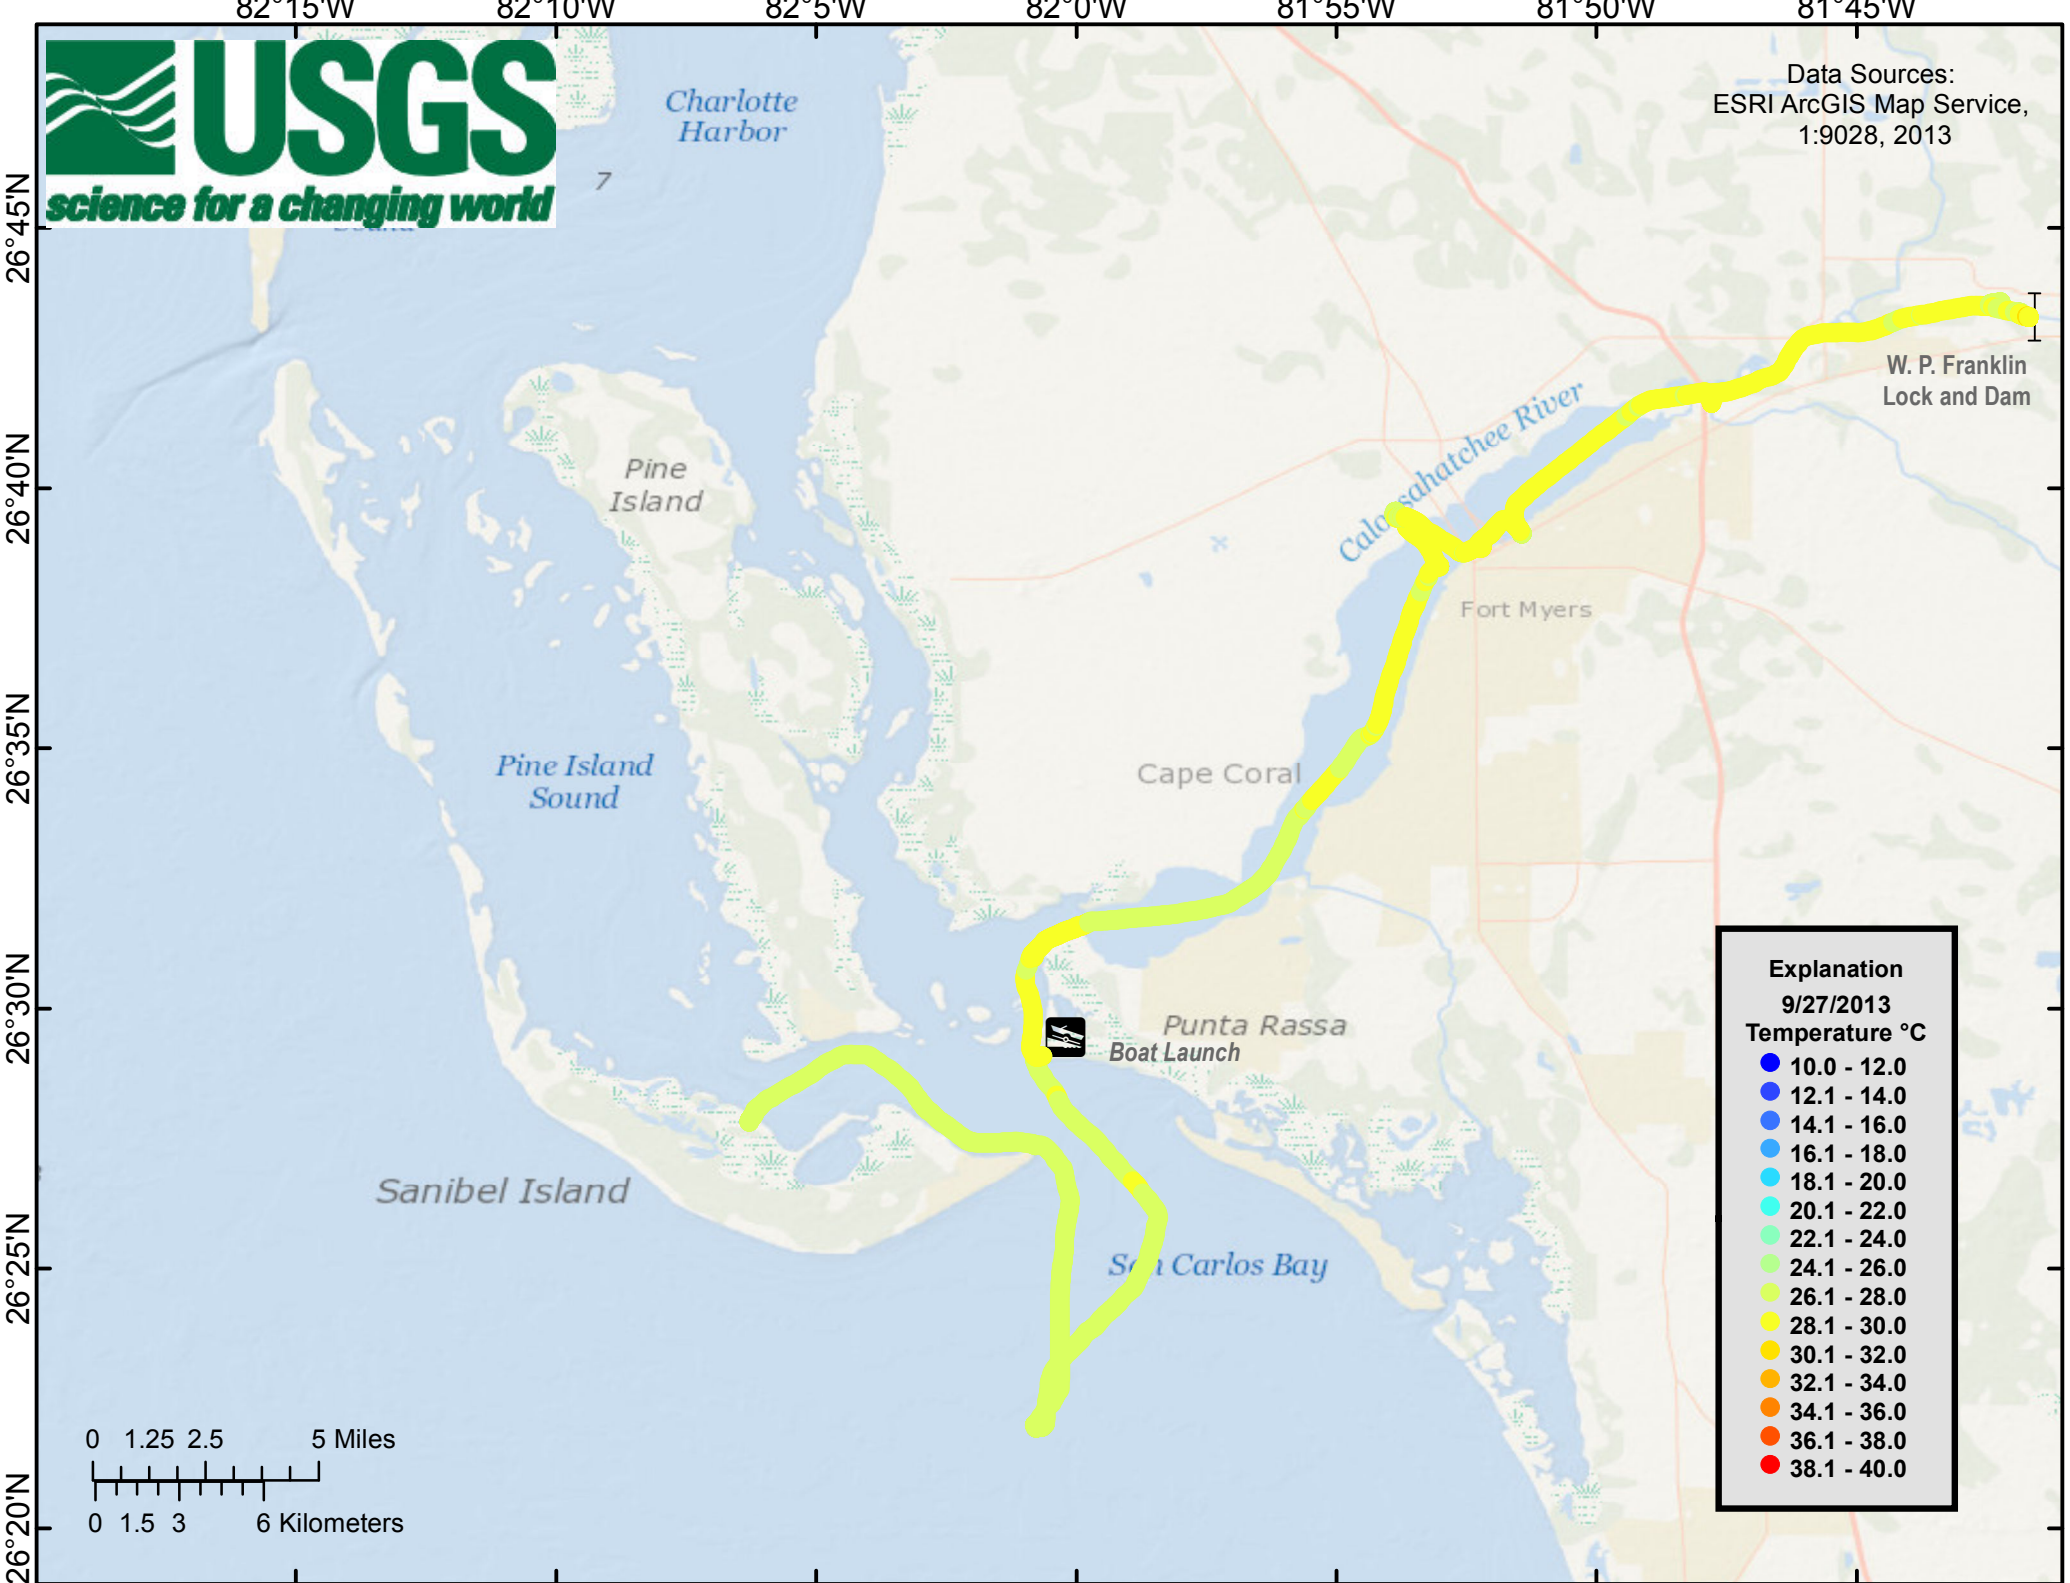 82°15'W 82°10'W 82°5'W 82°0'W 81°55'W 81°50'W 81°45'W
USGS
science for a changing world
Data Sources:
ESRI ArcGIS Map Service,
1:9028, 2013
Charlotte
Harbor
7
26°45'N
W. P. Franklin
Lock and Dam
Caloosahatchee River
Pine
Island
26°40'N
Fort Myers
26°35'N
Pine Island
Sound
Cape Coral
26°30'N
Punta Rassa
Boat Launch
Sanibel Island
26°25'N
San Carlos Bay
26°20'N
Explanation
9/27/2013
Temperature °C
10.0 - 12.0
12.1 - 14.0
14.1 - 16.0
16.1 - 18.0
18.1 - 20.0
20.1 - 22.0
22.1 - 24.0
24.1 - 26.0
26.1 - 28.0
28.1 - 30.0
30.1 - 32.0
32.1 - 34.0
34.1 - 36.0
36.1 - 38.0
38.1 - 40.0
0 1.25 2.5 5 Miles
0 1.5 3 6 Kilometers